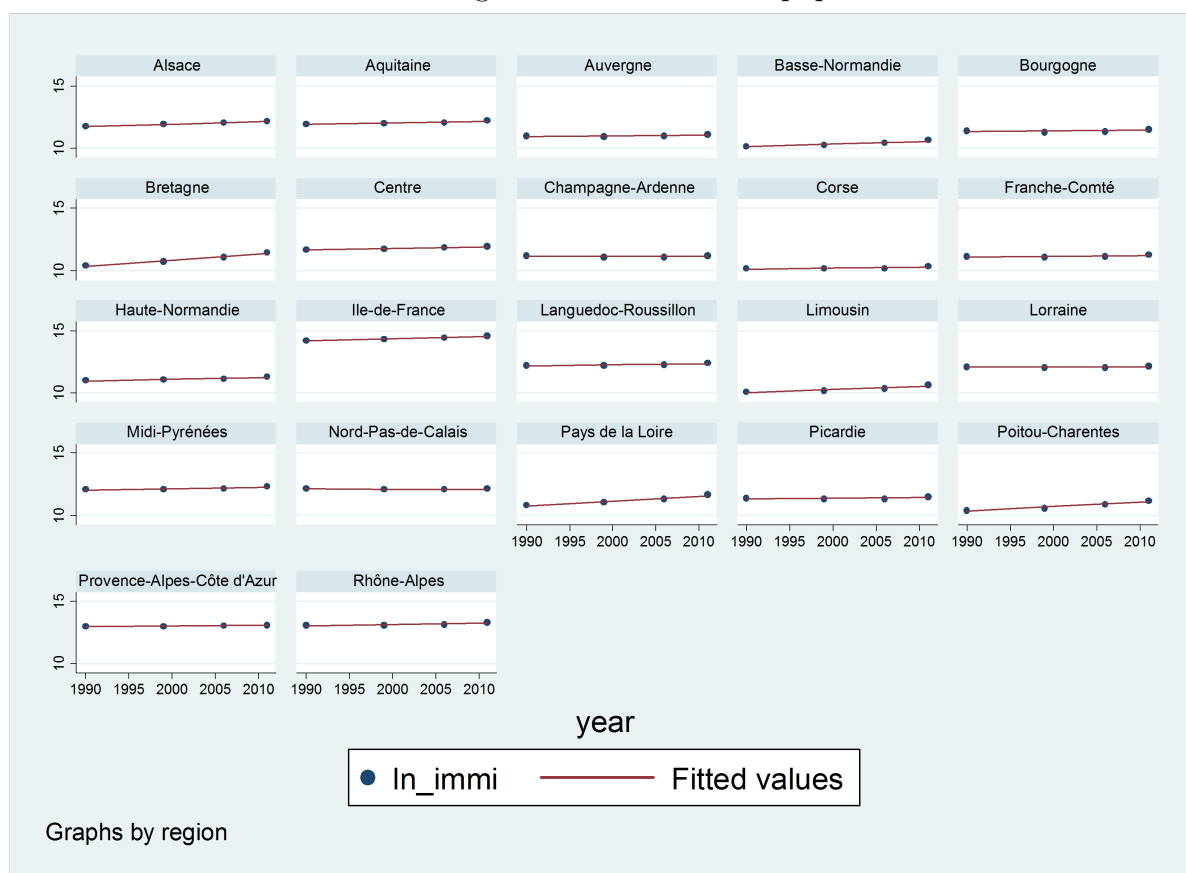 Alsace Aquitaine Auvergne Basse-Normandie Bourgogne
15
10
Bretagne Centre Champagne-Ardenne Corse Franche-Comté
15
10
Haute-Normandie Ile-de-France Languedoc-Roussillon Limousin Lorraine
15
10
Midi-Pyrénées Nord-Pas-de-Calais Pays de la Loire Picardie Poitou-Charentes
15
10
1990 1995 2000 2005 2010 1990 1995 2000 2005 2010 1990 1995 2000 2005 2010
Provence-Alpes-Côte d'Azur Rhône-Alpes
15
10
1990 1995 2000 2005 2010 1990 1995 2000 2005 2010
year
ln_immi Fitted values
Graphs by region